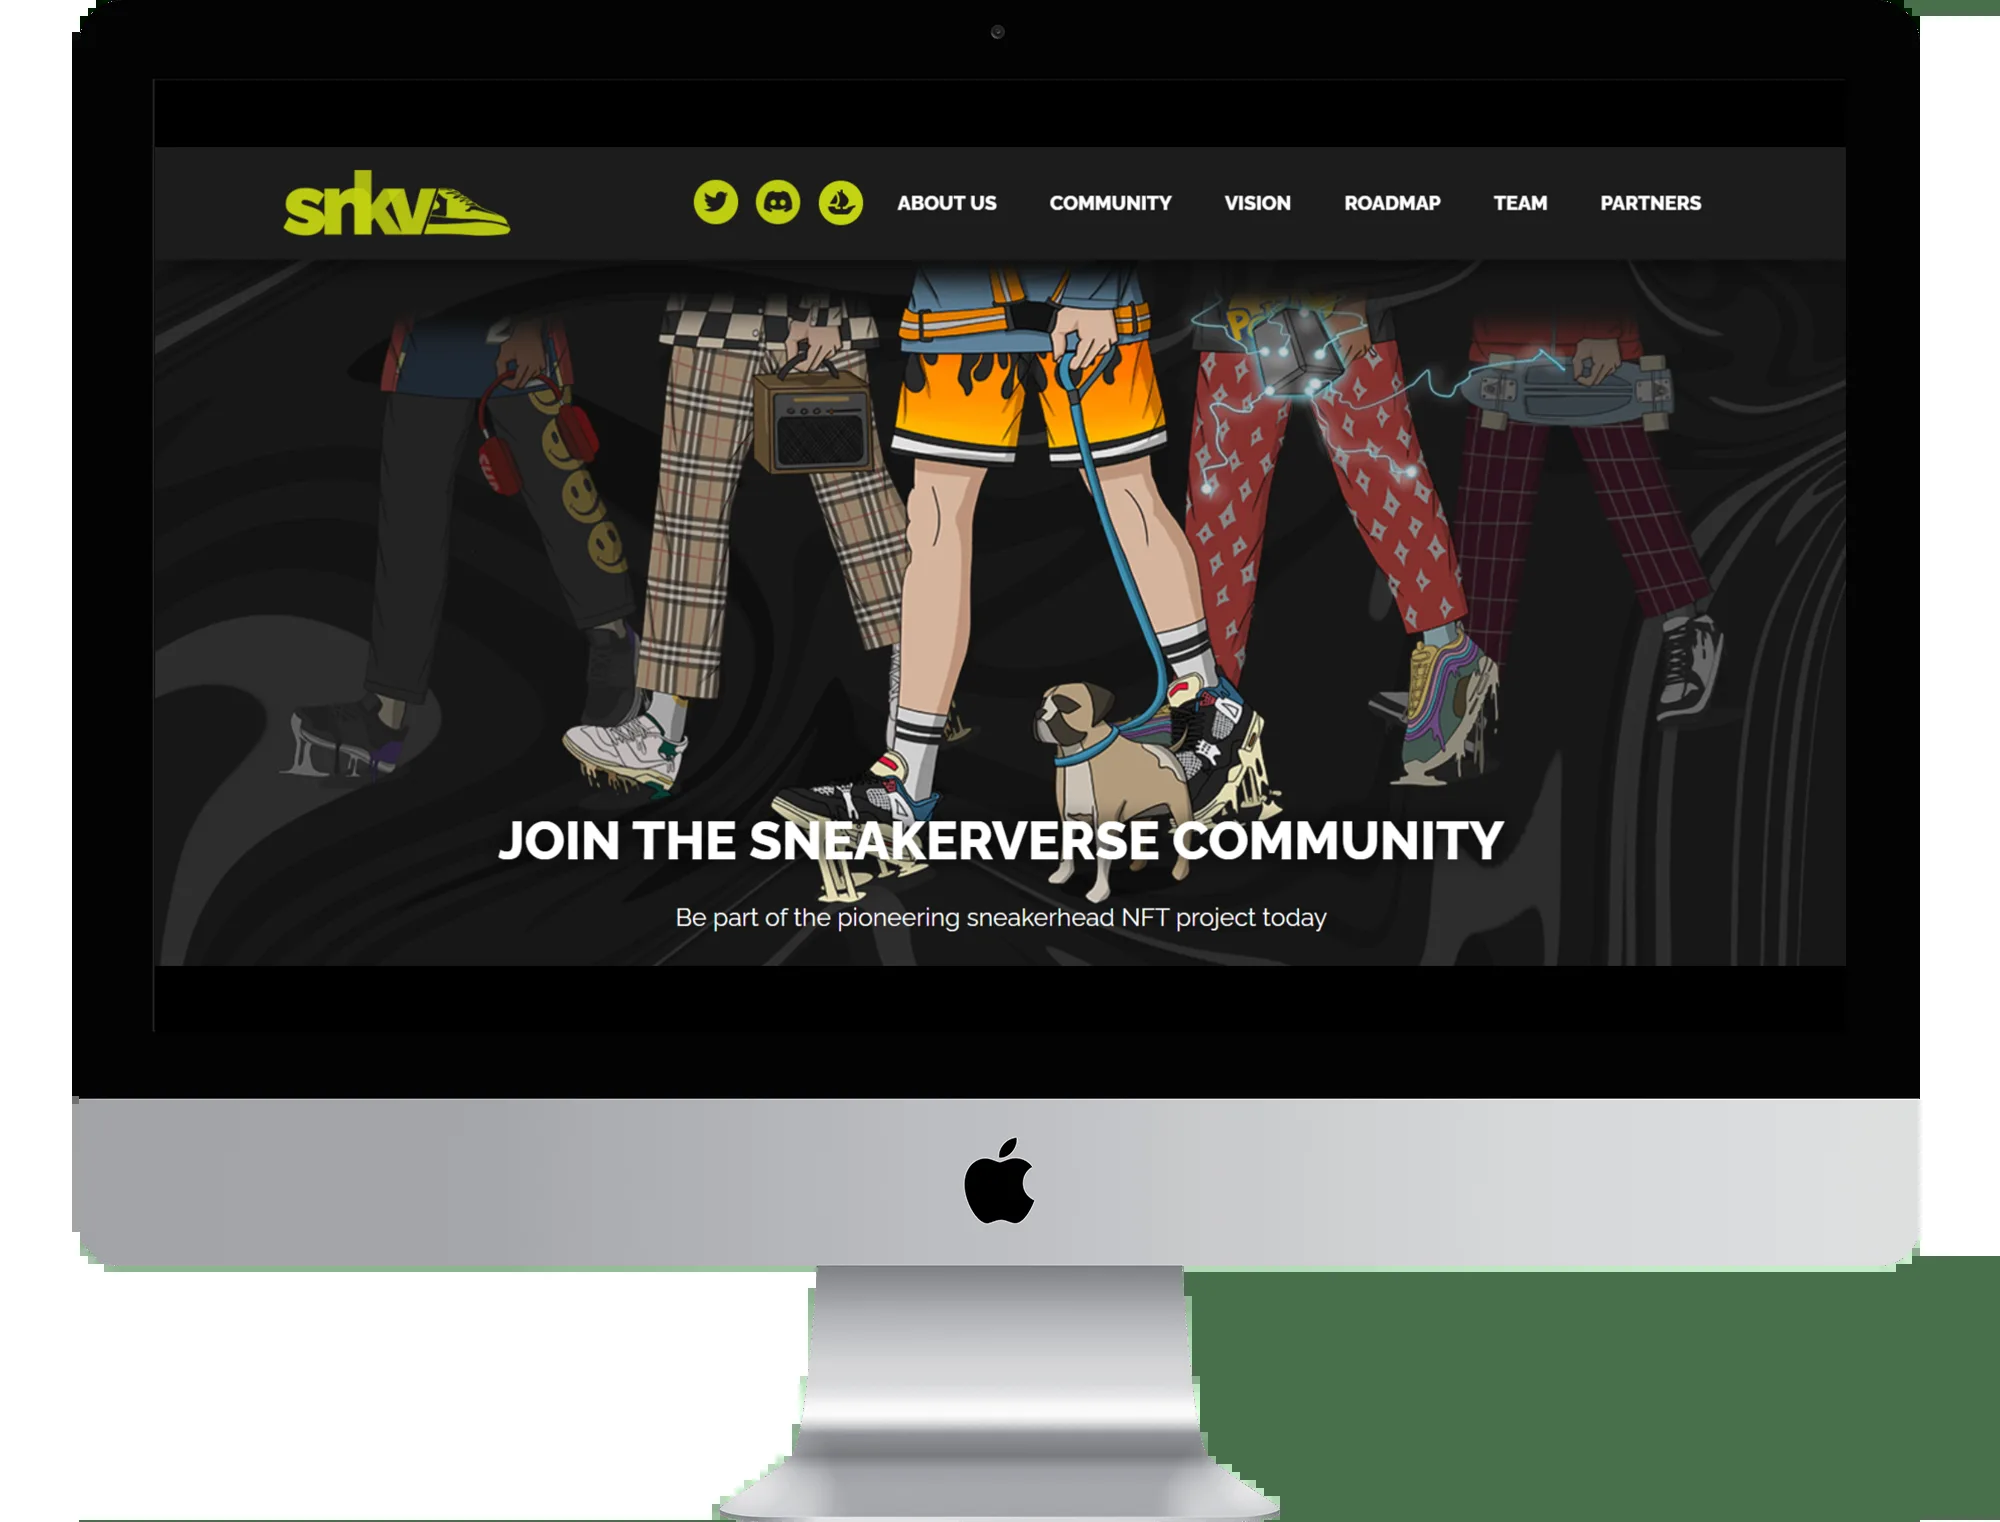 snkv
ABOUT US COMMUNITY VISION ROADMAP TEAM PARTNERS
JOIN THE SNEAKERVERSE COMMUNITY
Be part of the pioneering sneakerhead NFT project today